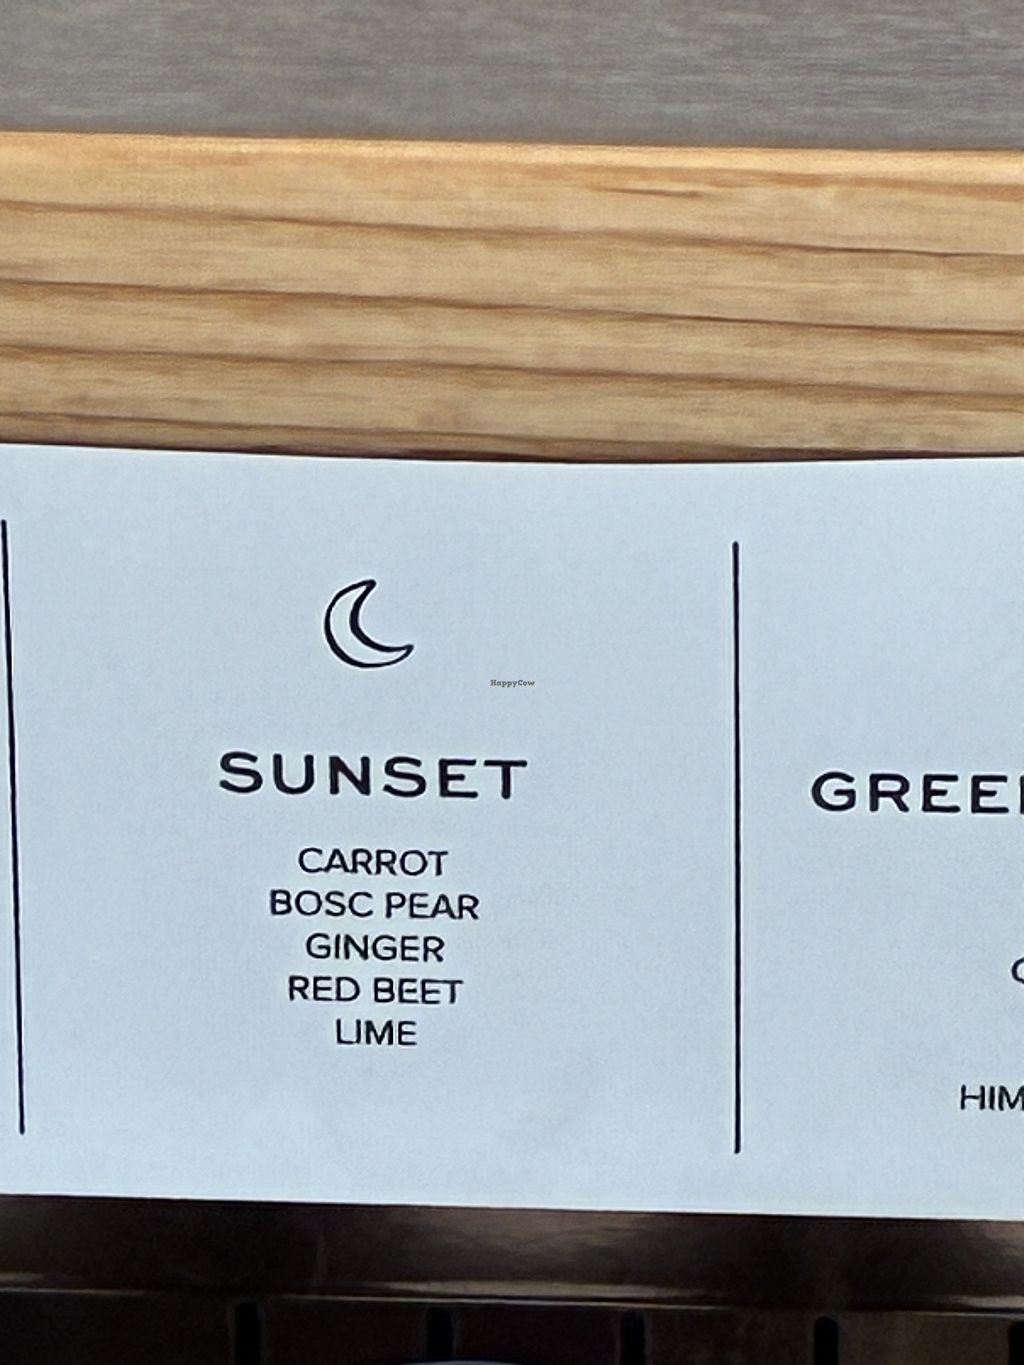 HappyCow
SUNSET
CARROT
BOSC PEAR
GINGER
RED BEET
LIME